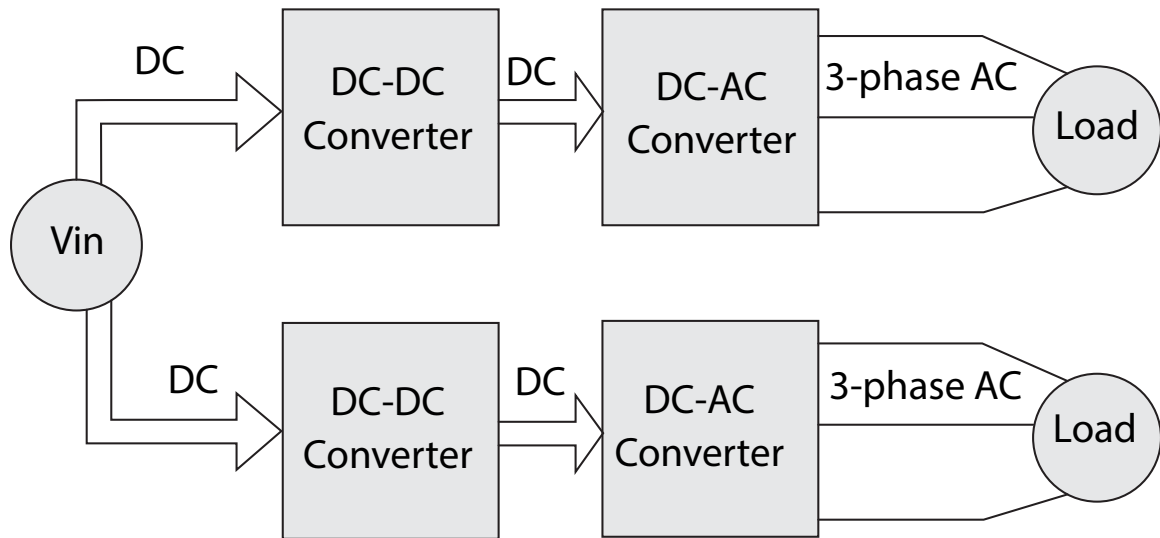 DC
DC-DC
Converter
DC
DC-AC
Converter
3-phase AC
Load
Vin
DC
DC-DC
Converter
DC
DC-AC
Converter
3-phase AC
Load